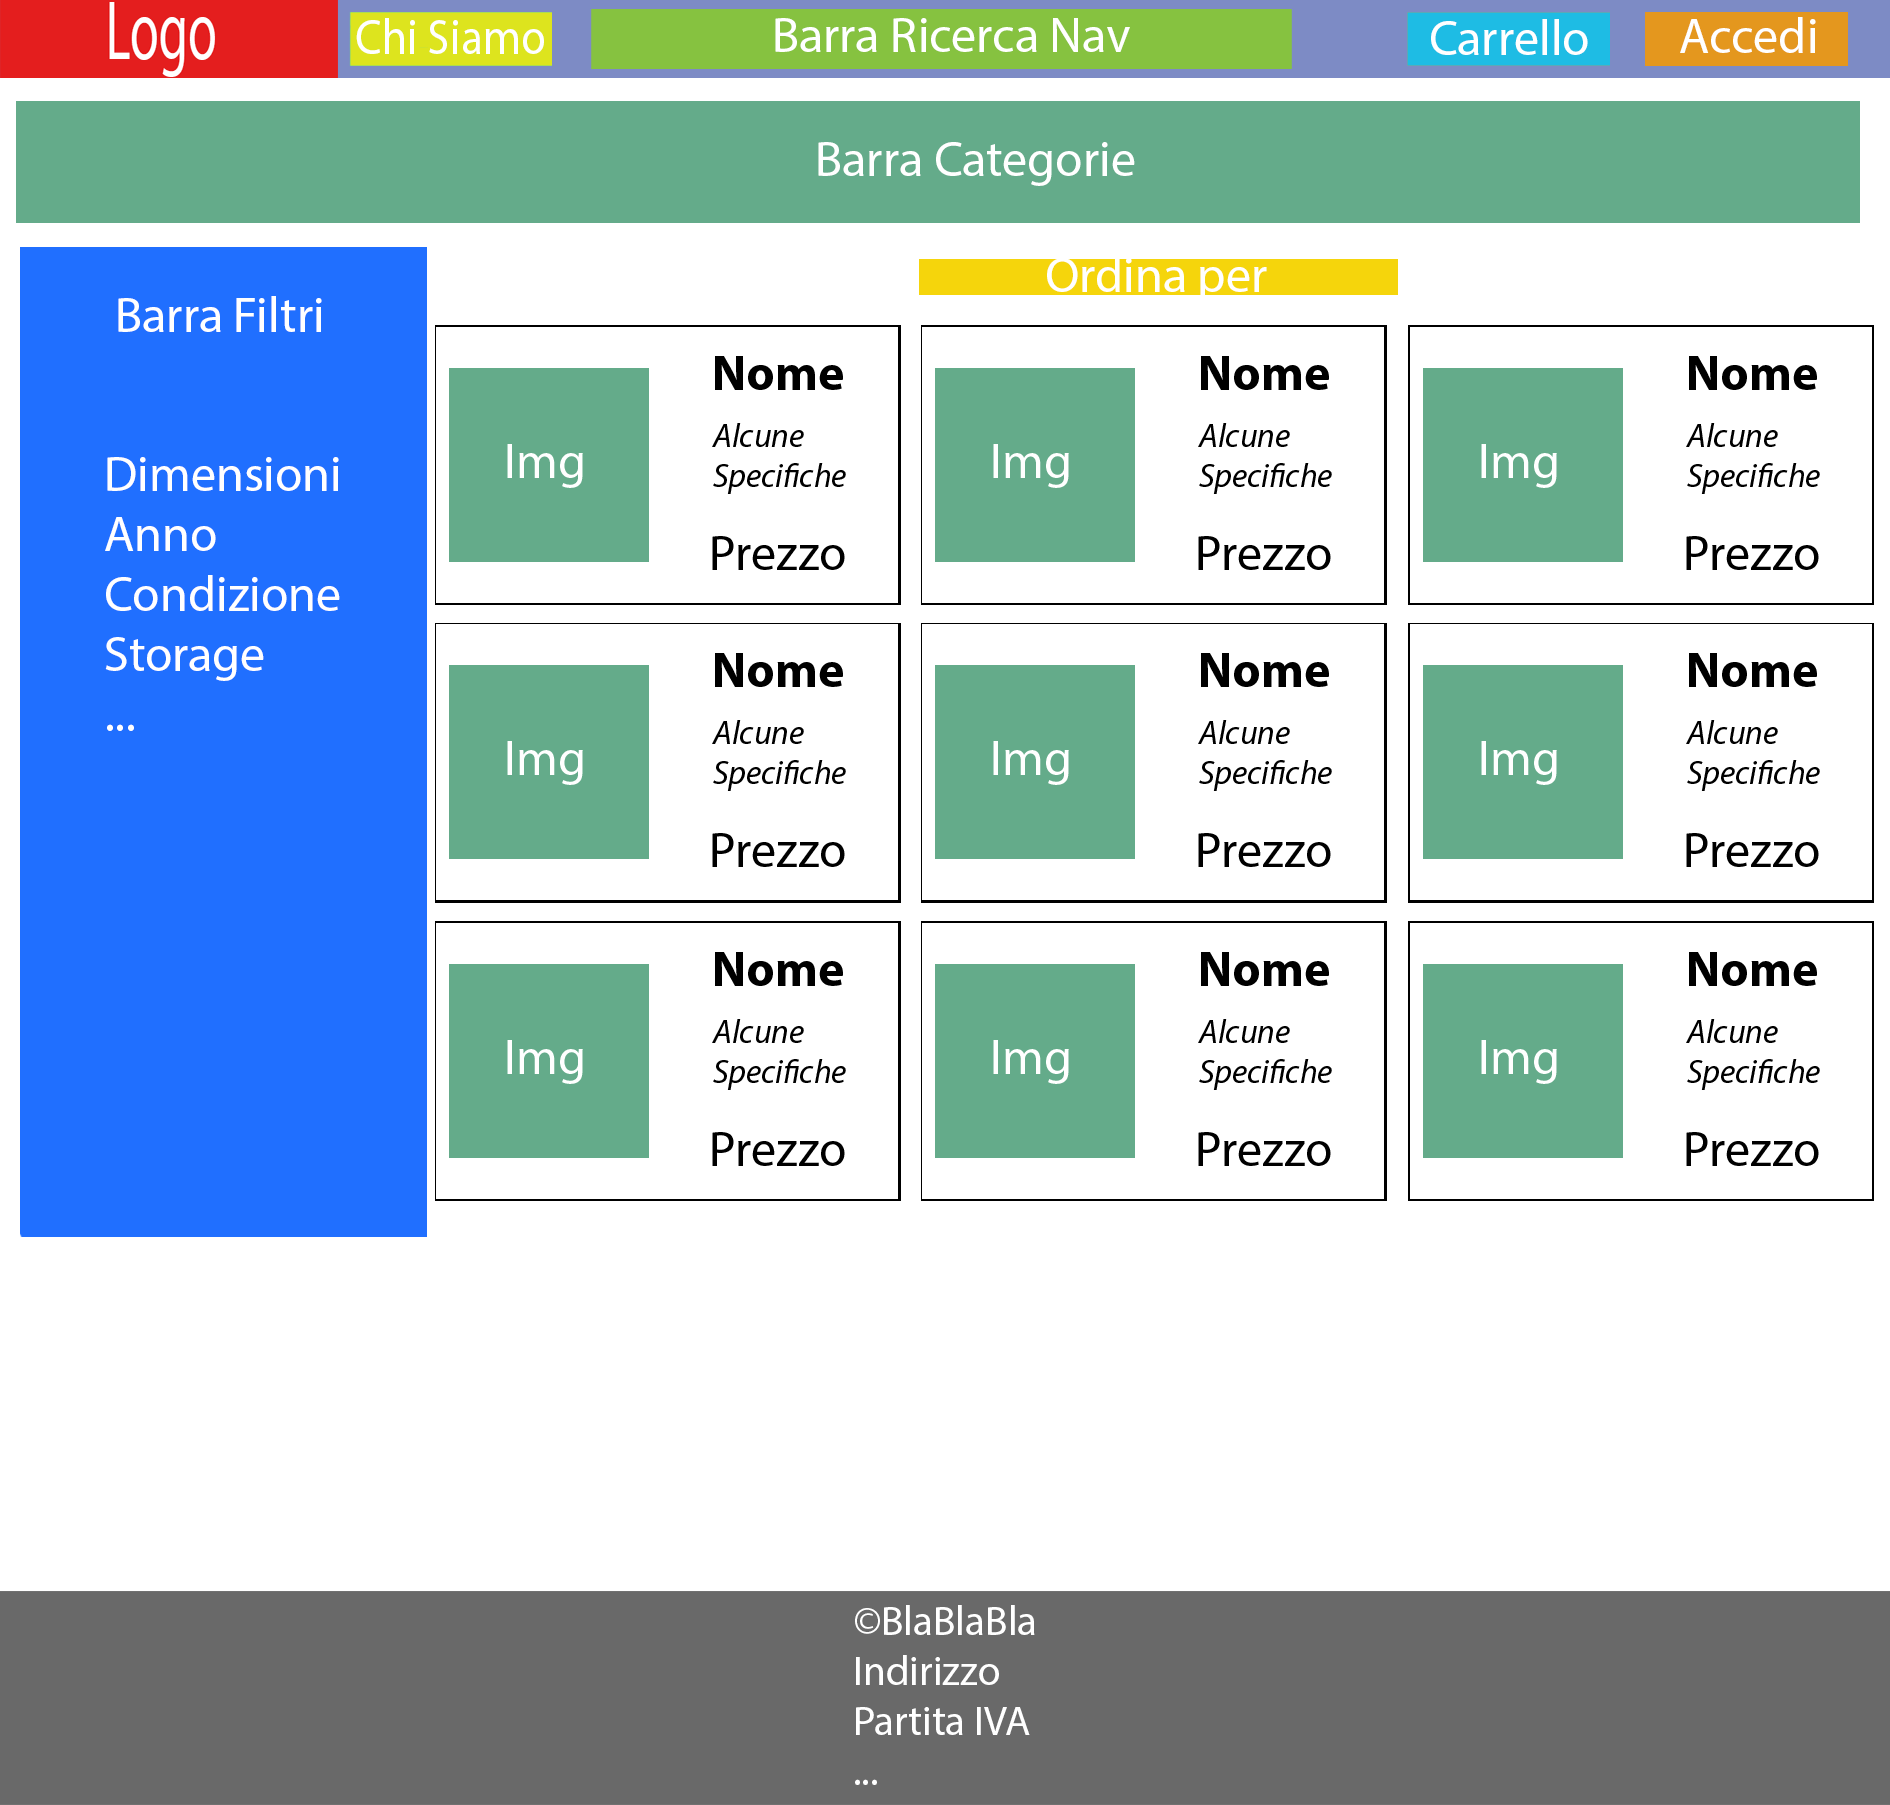 Logo
Chi Siamo
Barra Ricerca Nav
Carrello
Accedi
Barra Categorie
Barra Filtri
Dimensioni
Anno
Condizione
Storage
...
Ordina per
Img
Nome
Alcune
Specifiche
Prezzo
Img
Nome
Alcune
Specifiche
Prezzo
Img
Nome
Alcune
Specifiche
Prezzo
Img
Nome
Alcune
Specifiche
Prezzo
Img
Nome
Alcune
Specifiche
Prezzo
Img
Nome
Alcune
Specifiche
Prezzo
Img
Nome
Alcune
Specifiche
Prezzo
Img
Nome
Alcune
Specifiche
Prezzo
Img
Nome
Alcune
Specifiche
Prezzo
©BlaBlaBla
Indirizzo
Partita IVA
...